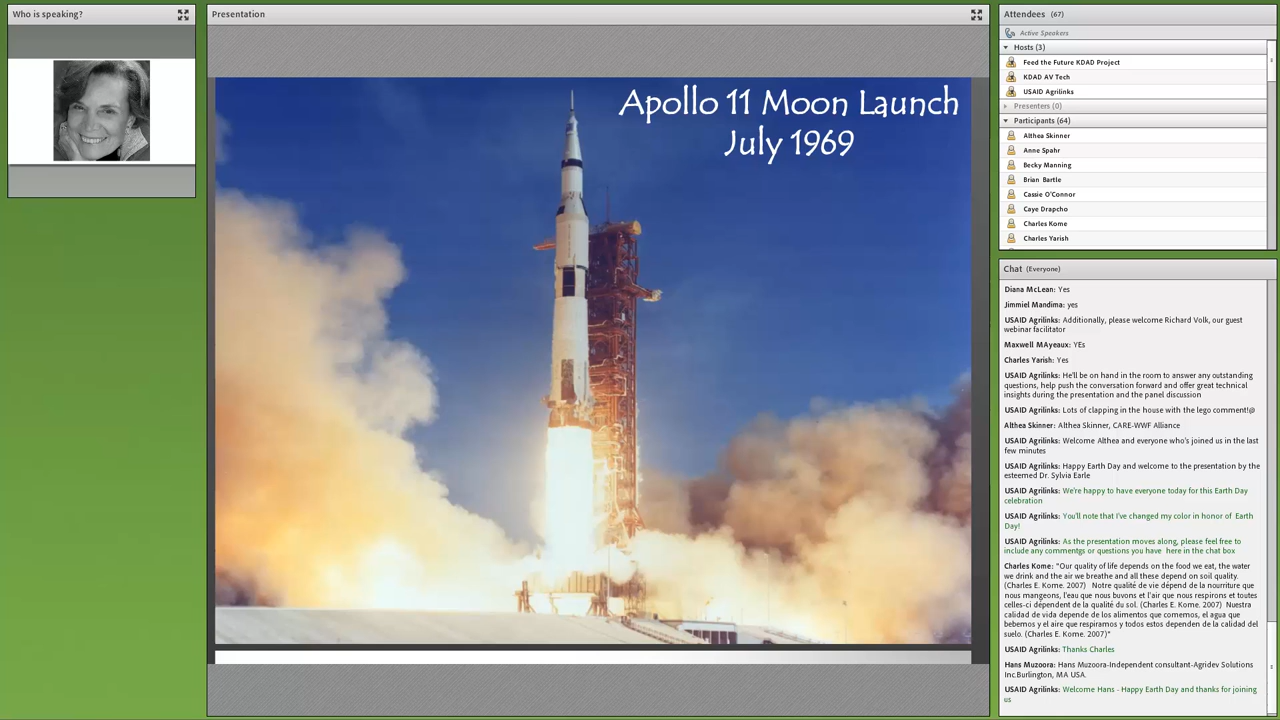 Who is speaking?
Presentation
Apollo 11 Moon Launch
July 1969
Attendees (67)
Active Speakers
Hosts (3)
Feed the Future KDAD Project
KDAD AV Tech
USAID Agrilinks
Presenters (0)
Participants (64)
Althea Skinner
Anne Spahr
Becky Manning
Brian Bartle
Cassie O'Connor
Caye Drapcho
Charles Kome
Charles Yarish
Chat (Everyone)
Diana McLean: Yes
Jimmiel Mandima: yes
USAID Agrilinks: Additionally, please welcome Richard Volk, our guest
webinar facilitator
Maxwell MAyeaux: YEs
Charles Yarish: Yes
USAID Agrilinks: He'll be on hand in the room to answer any outstanding
questions, help push the conversation forward and offer great technical
insights during the presentation and the panel discussion
USAID Agrilinks: Lots of clapping in the house with the lego comment!@
Althea Skinner: Althea Skinner, CARE-WWF Alliance
USAID Agrilinks: Welcome Althea and everyone who's joined us in the last
few minutes
USAID Agrilinks: Happy Earth Day and welcome to the presentation by the
esteemed Dr. Sylvia Earle
USAID Agrilinks: We're happy to have everyone today for this Earth Day
celebration
USAID Agrilinks: You'll note that I've changed my color in honor of Earth
Day!
USAID Agrilinks: As the presentation moves along, please feel free to
include any commentgs or questions you have here in the chat box
Charles Kome: "Our quality of life depends on the food we eat, the water
we drink and the air we breathe and all these depend on soil quality.
(Charles E. Kome. 2007) Notre qualité de vie dépend de la nourriture que
nous mangeons, l'eau que nous buvons et l'air que nous respirons et toutes
celles-ci dépendent de la qualité du sol. (Charles E. Kome. 2007) Nuestra
calidad de vida depende de los alimentos que comemos, el agua que
bebemos y el aire que respiramos y todos estos dependen de la calidad del
suelo. (Charles E. Kome. 2007)"
USAID Agrilinks: Thanks Charles
Hans Muzoora: Hans Muzoora-Independent consultant-Agridev Solutions
Inc.Burlington, MA USA.
USAID Agrilinks: Welcome Hans - Happy Earth Day and thanks for joining
us